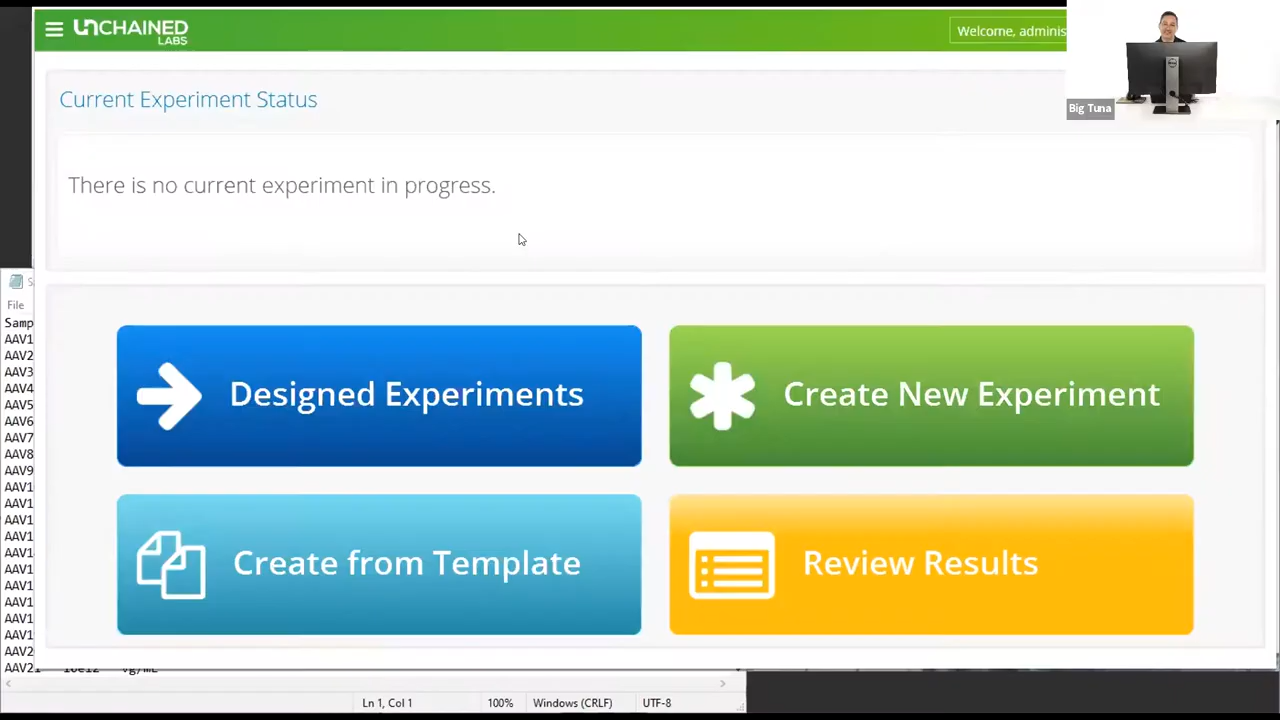 UNCHAINED
LABS
Welcome, adminis
Big Tuna
Current Experiment Status
There is no current experiment in progress.
Designed Experiments
Create New Experiment
Create from Template
Review Results
S
File
Samp
AAV1
AAV2
AAV3
AAV4
AAV5
AAV6
AAV7
AAV8
AAV9
AAV1
AAV1
AAV1
AAV1
AAV1
AAV1
AAV1
AAV1
AAV1
AAV1
AAV2
AAV21
vg/mL
Ln 1, Col 1
100%
Windows (CRLF)
UTF-8